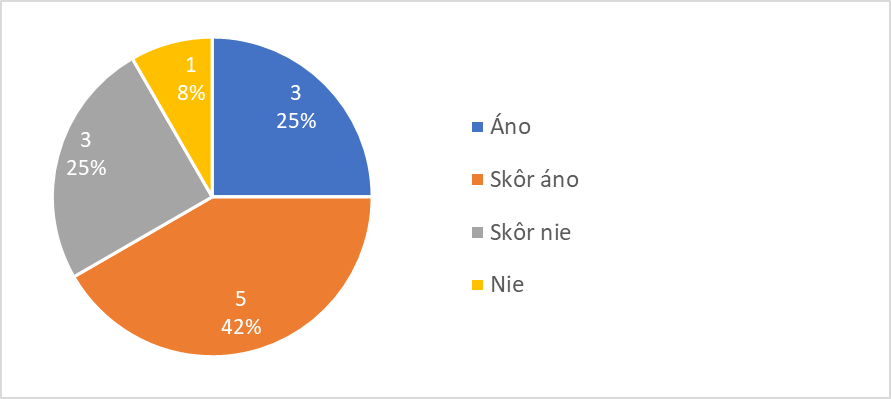 1
8%
3
25%
3
25%
5
42%
Áno
Skôr áno
Skôr nie
Nie